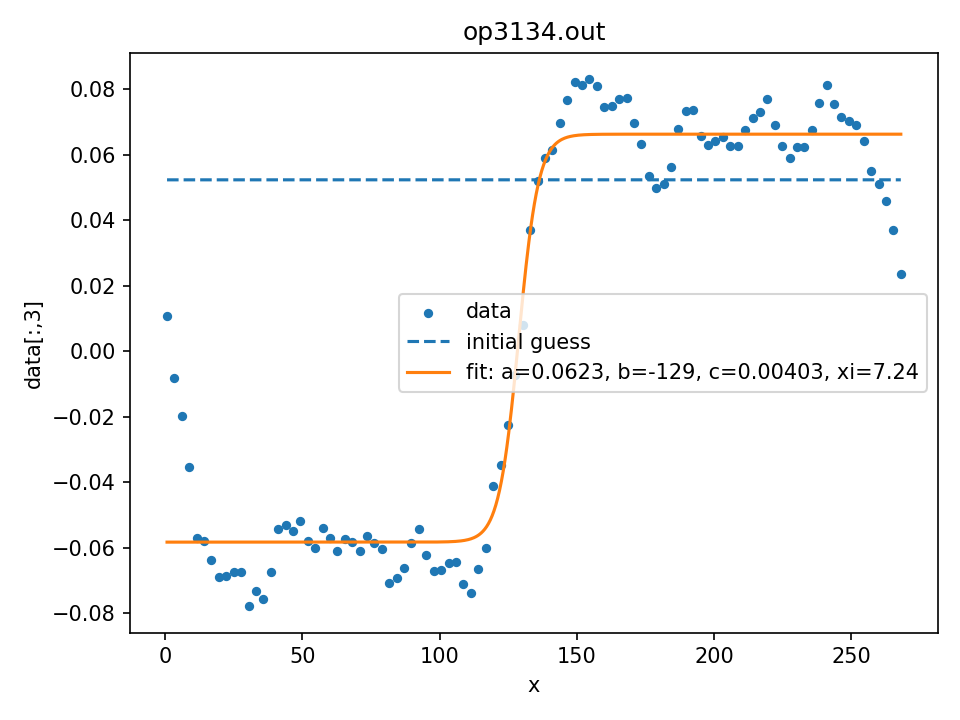 op3134.out
0.08
0.06
0.04
0.02
0.00
−0.02
−0.04
−0.06
−0.08
data[:,3]
data
initial guess
fit: a=0.0623, b=-129, c=0.00403, xi=7.24
0 50 100 150 200 250
x